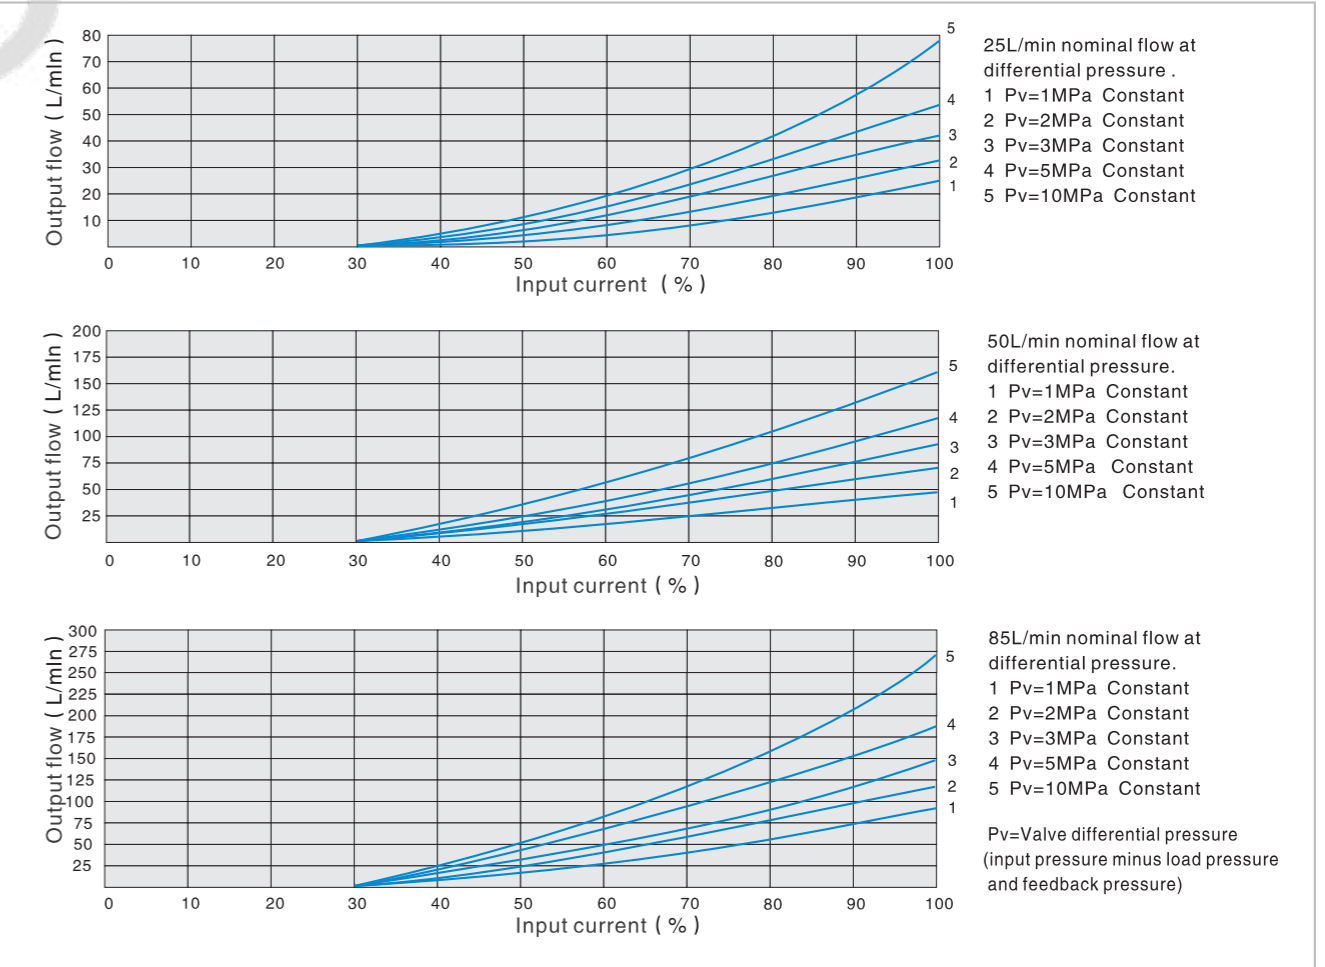 Output flow ( L/mln )
80
70
60
50
40
30
20
10
0 10 20 30 40 50 60 70 80 90 100
Input current ( % )
5
4
3
2
1
25L/min nominal flow at
differential pressure .
1 Pv=1MPa Constant
2 Pv=2MPa Constant
3 Pv=3MPa Constant
4 Pv=5MPa Constant
5 Pv=10MPa Constant
Output flow ( L/mln )
200
175
150
125
100
75
50
25
0 10 20 30 40 50 60 70 80 90 100
Input current ( % )
5
4
3
2
1
50L/min nominal flow at
differential pressure.
1 Pv=1MPa Constant
2 Pv=2MPa Constant
3 Pv=3MPa Constant
4 Pv=5MPa Constant
5 Pv=10MPa Constant
Output flow ( L/mln )
300
275
250
225
200
175
150
125
100
75
50
25
0 10 20 30 40 50 60 70 80 90 100
Input current ( % )
5
4
3
2
1
85L/min nominal flow at
differential pressure.
1 Pv=1MPa Constant
2 Pv=2MPa Constant
3 Pv=3MPa Constant
4 Pv=5MPa Constant
5 Pv=10MPa Constant
Pv=Valve differential pressure
(input pressure minus load pressure
and feedback pressure)